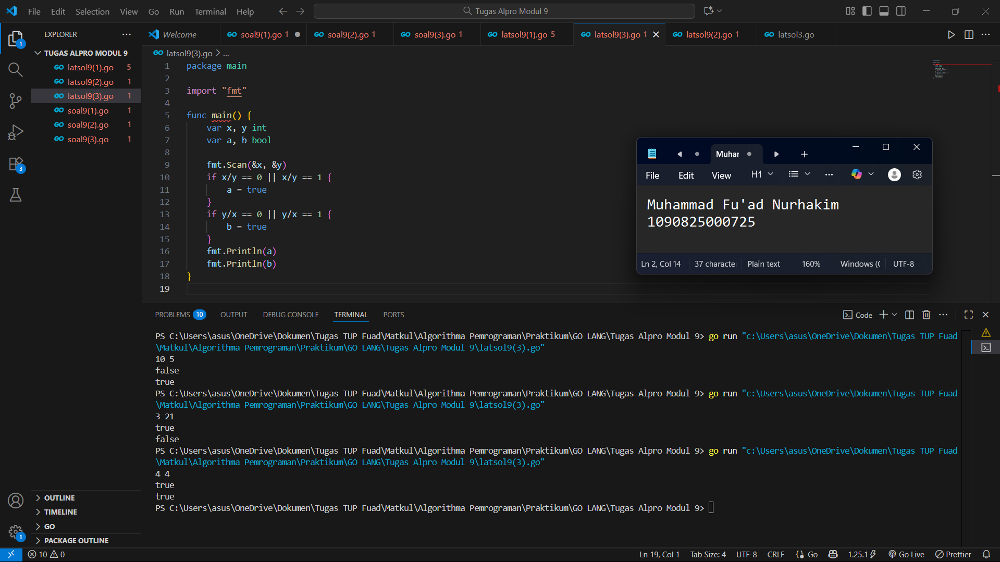 File Edit Selection View Go Run Terminal Help
Tugas Alpro Modul 9
EXPLORER
Welcome
soal9(1).go 1
soal9(2).go 1
soal9(3).go 1
latsol9(1).go 5
latsol9(3).go 1
latsol9(2).go 1
latsol3.go
TUGAS ALPRO MODUL 9
latsol9(1).go 5
latsol9(2).go 1
latsol9(3).go 1
soal9(1).go 1
soal9(2).go 1
soal9(3).go 1
1
3
latsol9(3).go > ...
1 package main
2
3 import "fmt"
4
5 func main() {
6 var x, y int
7 var a, b bool
8
9 fmt.Scan(&x, &y)
10 if x/y == 0 || x/y == 1 {
11 a = true
12 }
13 if y/x == 0 || y/x == 1 {
14 b = true
15 }
16 fmt.Println(a)
17 fmt.Println(b)
18 }
19
Muhar
File Edit View H1
Muhammad Fu'ad Nurhakim
1090825000725
Ln 2, Col 14 37 character Plain text 160% Windows (C UTF-8
PROBLEMS 10 OUTPUT DEBUG CONSOLE TERMINAL PORTS
Code
PS C:\Users\asus\OneDrive\Dokumen\Tugas TUP Fuad\Matkul\Algorithma Pemrograman\Praktikum\GO LANG\Tugas Alpro Modul 9> go run "c:\Users\asus\OneDrive\Dokumen\Tugas TUP Fuad
\Matkul\Algorithma Pemrograman\Praktikum\GO LANG\Tugas Alpro Modul 9\latsol9(3).go"
10 5
false
true
PS C:\Users\asus\OneDrive\Dokumen\Tugas TUP Fuad\Matkul\Algorithma Pemrograman\Praktikum\GO LANG\Tugas Alpro Modul 9> go run "c:\Users\asus\OneDrive\Dokumen\Tugas TUP Fuad
\Matkul\Algorithma Pemrograman\Praktikum\GO LANG\Tugas Alpro Modul 9\latsol9(3).go"
3 21
true
false
PS C:\Users\asus\OneDrive\Dokumen\Tugas TUP Fuad\Matkul\Algorithma Pemrograman\Praktikum\GO LANG\Tugas Alpro Modul 9> go run "c:\Users\asus\OneDrive\Dokumen\Tugas TUP Fuad
\Matkul\Algorithma Pemrograman\Praktikum\GO LANG\Tugas Alpro Modul 9\latsol9(3).go"
4 4
true
true
PS C:\Users\asus\OneDrive\Dokumen\Tugas TUP Fuad\Matkul\Algorithma Pemrograman\Praktikum\GO LANG\Tugas Alpro Modul 9>
OUTLINE
TIMELINE
GO
PACKAGE OUTLINE
1
10 0
Ln 19, Col 1 Tab Size: 4 UTF-8 CRLF Go 1.25.1 Go Live Prettier